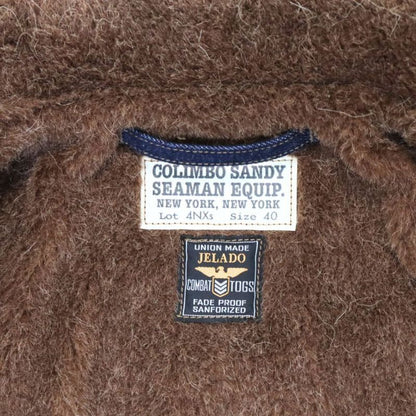 COLIMBO SANDY
SEAMAN EQUIP.
NEW YORK, NEW YORK
Lot 4NXs Size 40
UNION MADE
JELADO
COMBAT TOGS
FADE PROOF
SANFORIZED